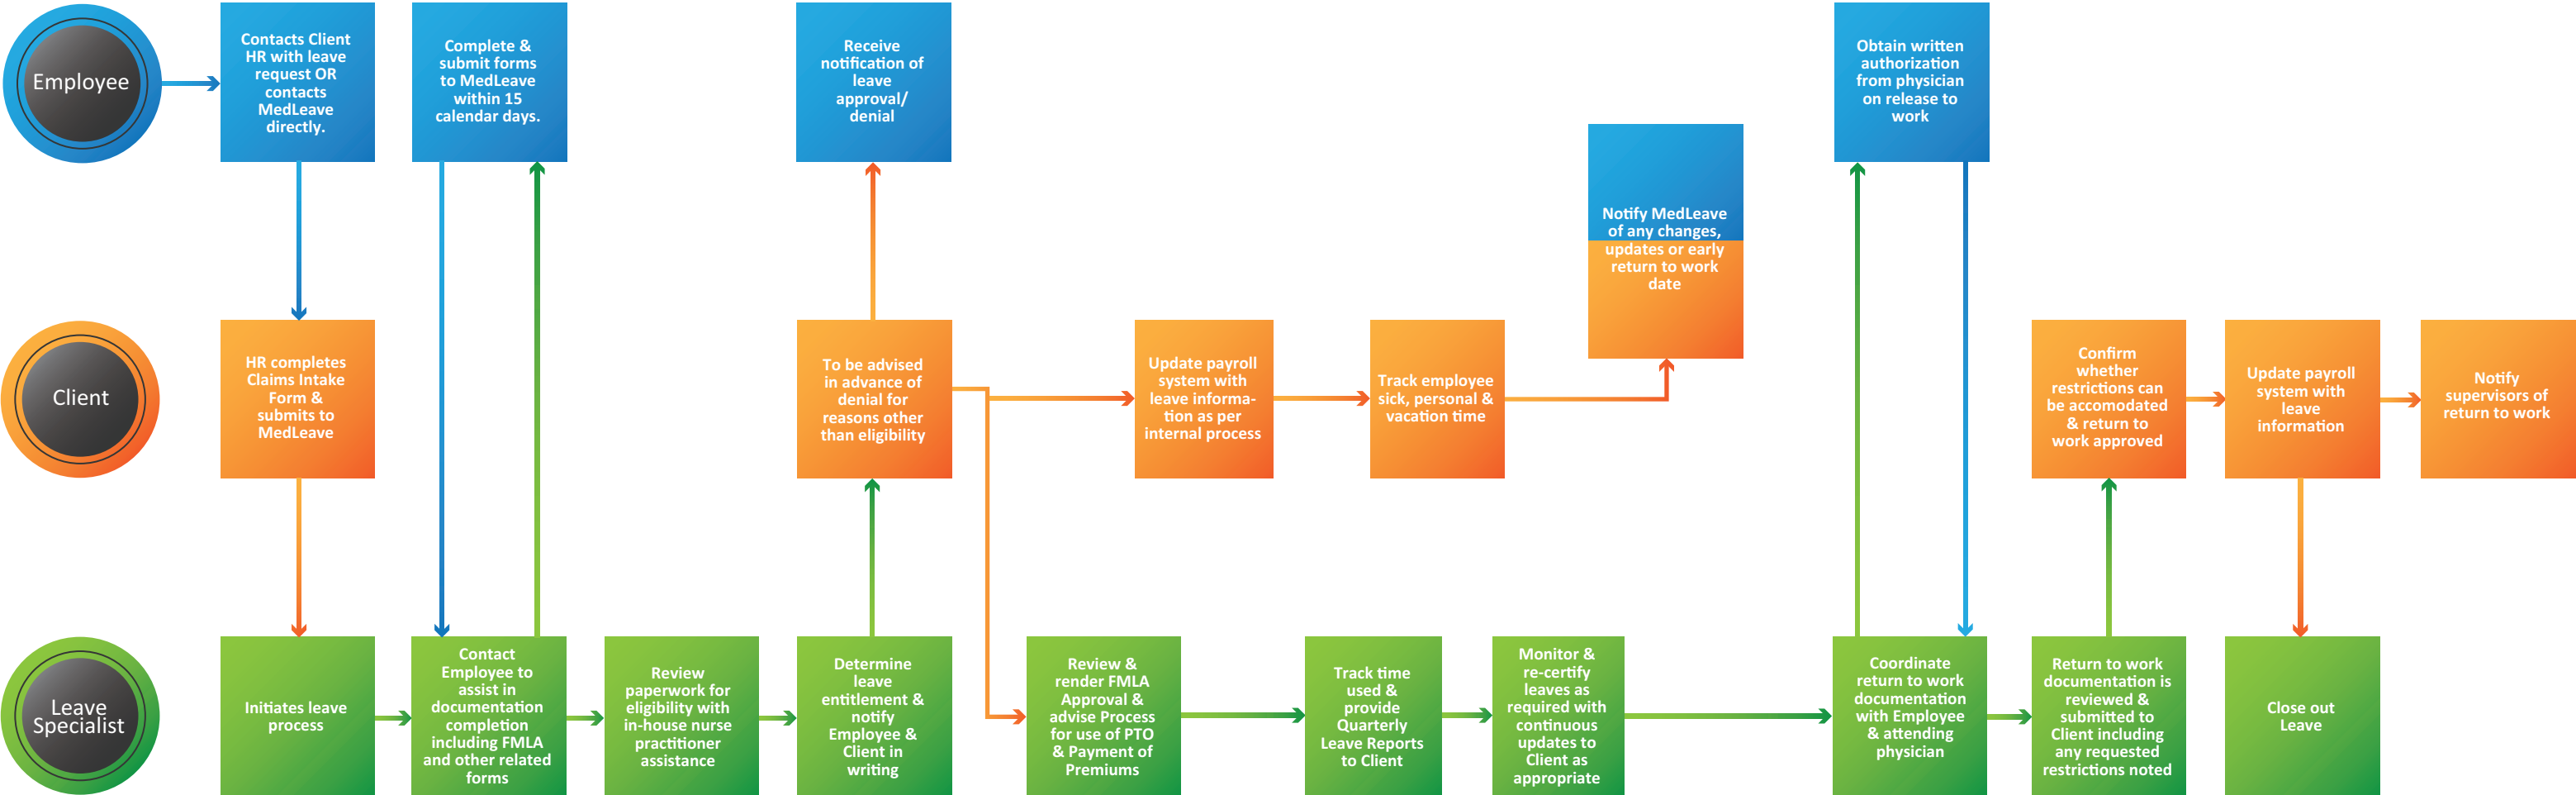 Employee
Contacts Client
HR with leave
request OR
contacts
MedLeave
directly.
Complete &
submit forms
to MedLeave
within 15
calendar days.
Receive
notification of
leave
approval/
denial
Notify MedLeave
of any changes,
updates or early
return to work
date
Obtain written
authorization
from physician
on release to
work
Client
HR completes
Claims Intake
Form &
submits to
MedLeave
To be advised
in advance of
denial for
reasons other
than eligibility
Update payroll
system with
leave informa-
tion as per
internal process
Track employee
sick, personal &
vacation time
Confirm
whether
restrictions can
be accomodated
& return to
work approved
Update payroll
system with
leave
information
Notify
supervisors of
return to work
Leave
Specialist
Initiates leave
process
Contact
Employee to
assist in
documentation
completion
including FMLA
and other related
forms
Review
paperwork for
eligibility with
in-house nurse
practitioner
assistance
Determine
leave
entitlement &
notify
Employee &
Client in
writing
Review &
render FMLA
Approval &
advise Process
for use of PTO
& Payment of
Premiums
Track time
used &
provide
Quarterly
Leave Reports
to Client
Monitor &
re-certify
leaves as
required with
continuous
updates to
Client as
appropriate
Coordinate
return to work
documentation
with Employee
& attending
physician
Return to work
documentation is
reviewed &
submitted to
Client including
any requested
restrictions noted
Close out
Leave